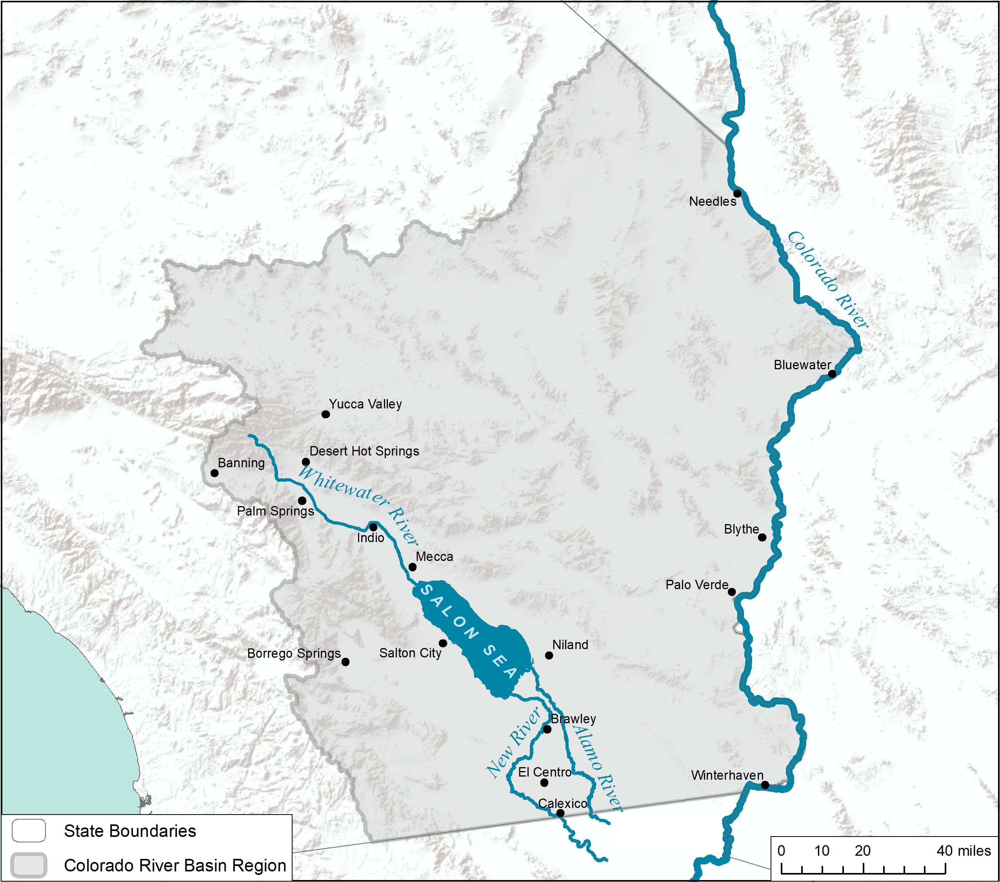 Needles
Colorado River
Bluewater
Yucca Valley
Desert Hot Springs
Banning
Whitewater River
Palm Springs
Indio
Blythe
Mecca
Palo Verde
SALON SEA
Niland
Salton City
Borrego Springs
Brawley
New River
Alamo River
El Centro
Winterhaven
Calexico
State Boundaries
Colorado River Basin Region
0 10 20 40 miles